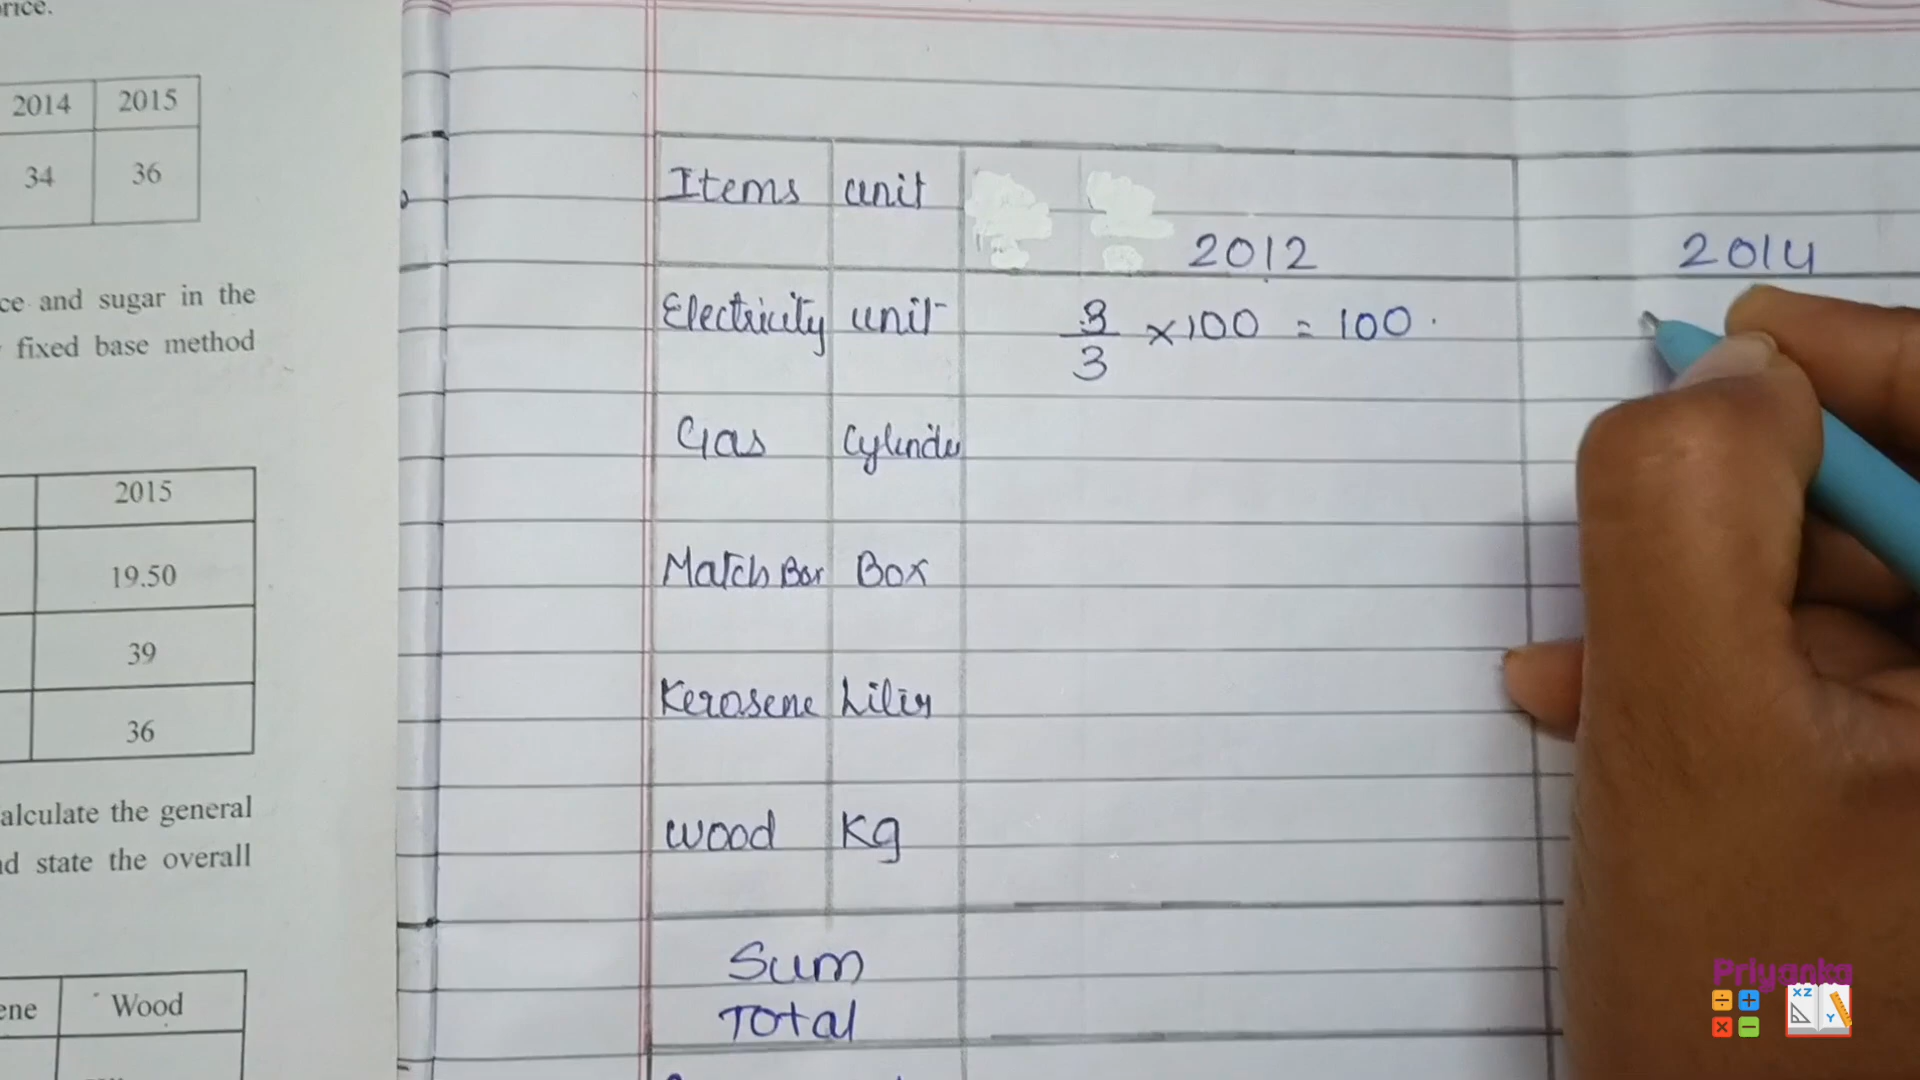 rice.
2014 2015
34 36
ce and sugar in the
fixed base method
2015
19.50
39
36
alculate the general
d state the overall
ene Wood
Items unit 2012 2014
Electricity unit 3/3 ×100 = 100.
Gas Cylinder
Match Box Box
Kerosene Liter
Wood Kg
Sum
Total
Priyanka
÷ + XZ
× − Y